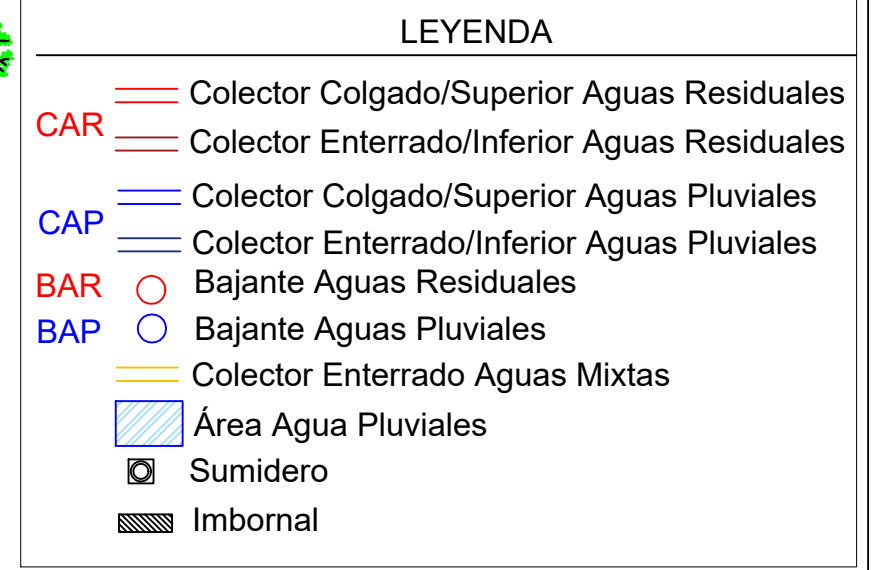 LEYENDA
Colector Colgado/Superior Aguas Residuales
CAR
Colector Enterrado/Inferior Aguas Residuales
Colector Colgado/Superior Aguas Pluviales
CAP
Colector Enterrado/Inferior Aguas Pluviales
BAR Bajante Aguas Residuales
BAP Bajante Aguas Pluviales
Colector Enterrado Aguas Mixtas
Área Agua Pluviales
Sumidero
Imbornal